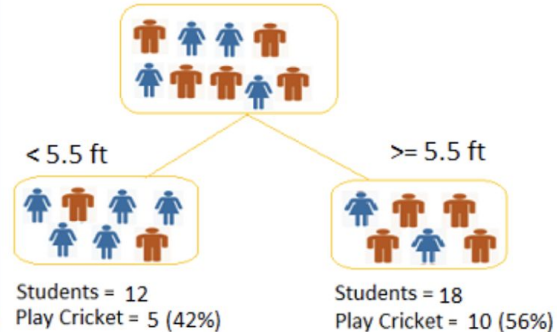 < 5.5 ft
>= 5.5 ft
Students = 12
Play Cricket = 5 (42%)
Students = 18
Play Cricket = 10 (56%)